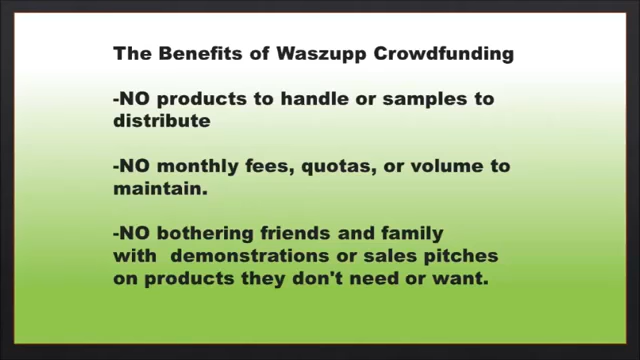 The Benefits of Waszupp Crowdfunding
-NO products to handle or samples to
distribute
-NO monthly fees, quotas, or volume to
maintain.
-NO bothering friends and family
with  demonstrations or sales pitches
on products they don't need or want.